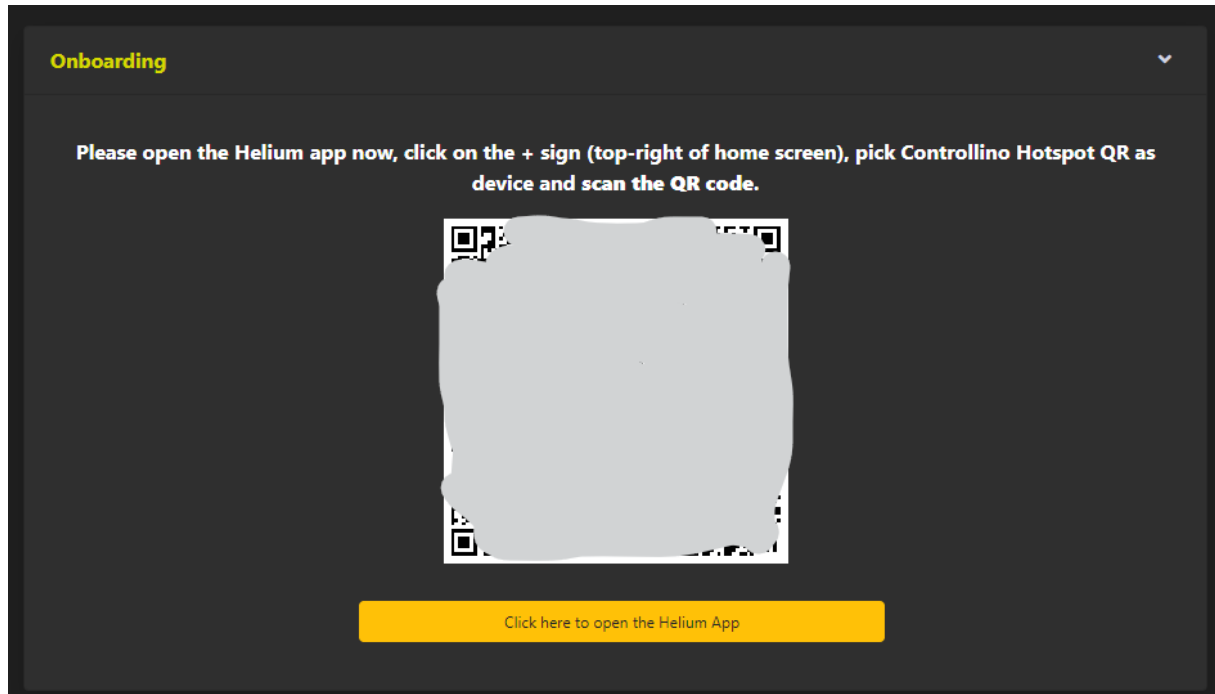 Onboarding
Please open the Helium app now, click on the + sign (top-right of home screen), pick Controllino Hotspot QR as
device and scan the QR code.
Click here to open the Helium App